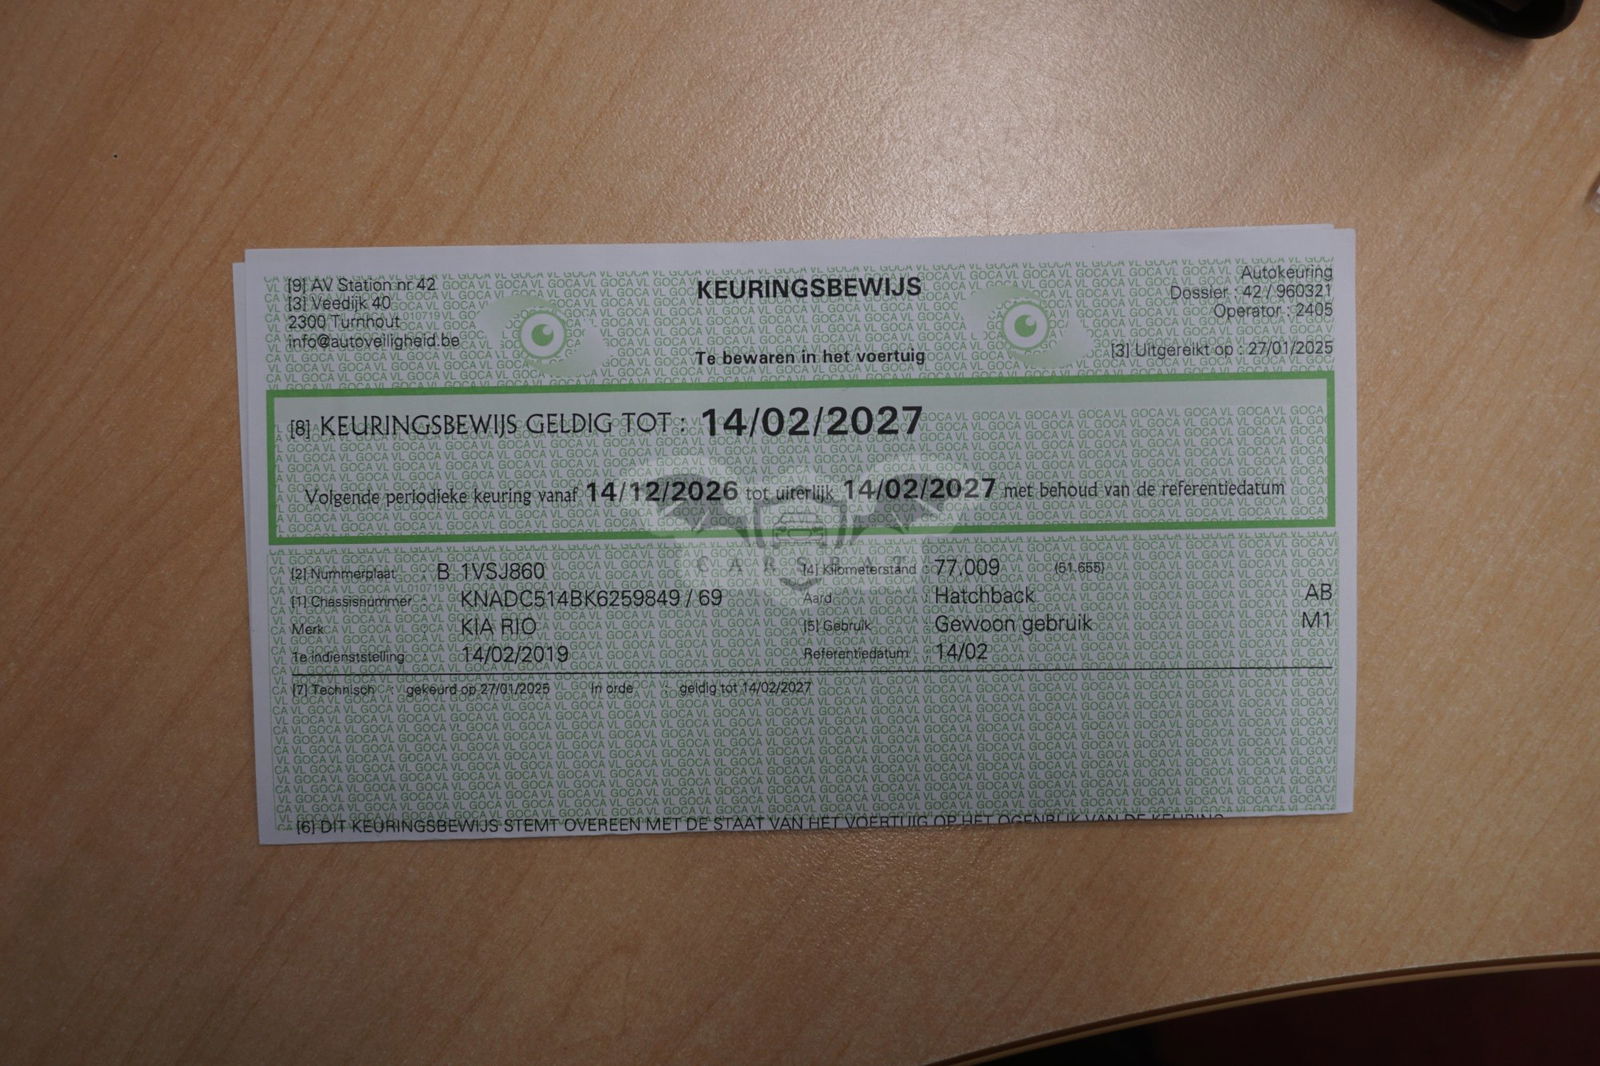 [9] AV Station nr 42
[3] Veedijk 40
2300 Turnhout
info@autoveiligheid.be
KEURINGSBEWIJS
Te bewaren in het voertuig
Autokeuring
Dossier : 42 / 960321
Operator : 2405
[3] Uitgereikt op : 27/01/2025
[8] KEURINGSBEWIJS GELDIG TOT : 14/02/2027
Volgende periodieke keuring vanaf 14/12/2026 tot uiterlijk 14/02/2027 met behoud van de referentiedatum
[2] Nummerplaat : B 1VSJ860 [4] Kilometerstand : 77.009 (61.655)
[1] Chassisnummer : KNADC514BK6259849 / 69 Aard : Hatchback AB
Merk : KIA RIO [5] Gebruik : Gewoon gebruik M1
1e indienststelling : 14/02/2019 Referentiedatum : 14/02
[7] Technisch : gekeurd op 27/01/2025 In orde : geldig tot 14/02/2027
[6] DIT KEURINGSBEWIJS STEMT OVEREEN MET DE STAAT VAN HET VOERTUIG OP HET OGENBLIK VAN DE KEURING